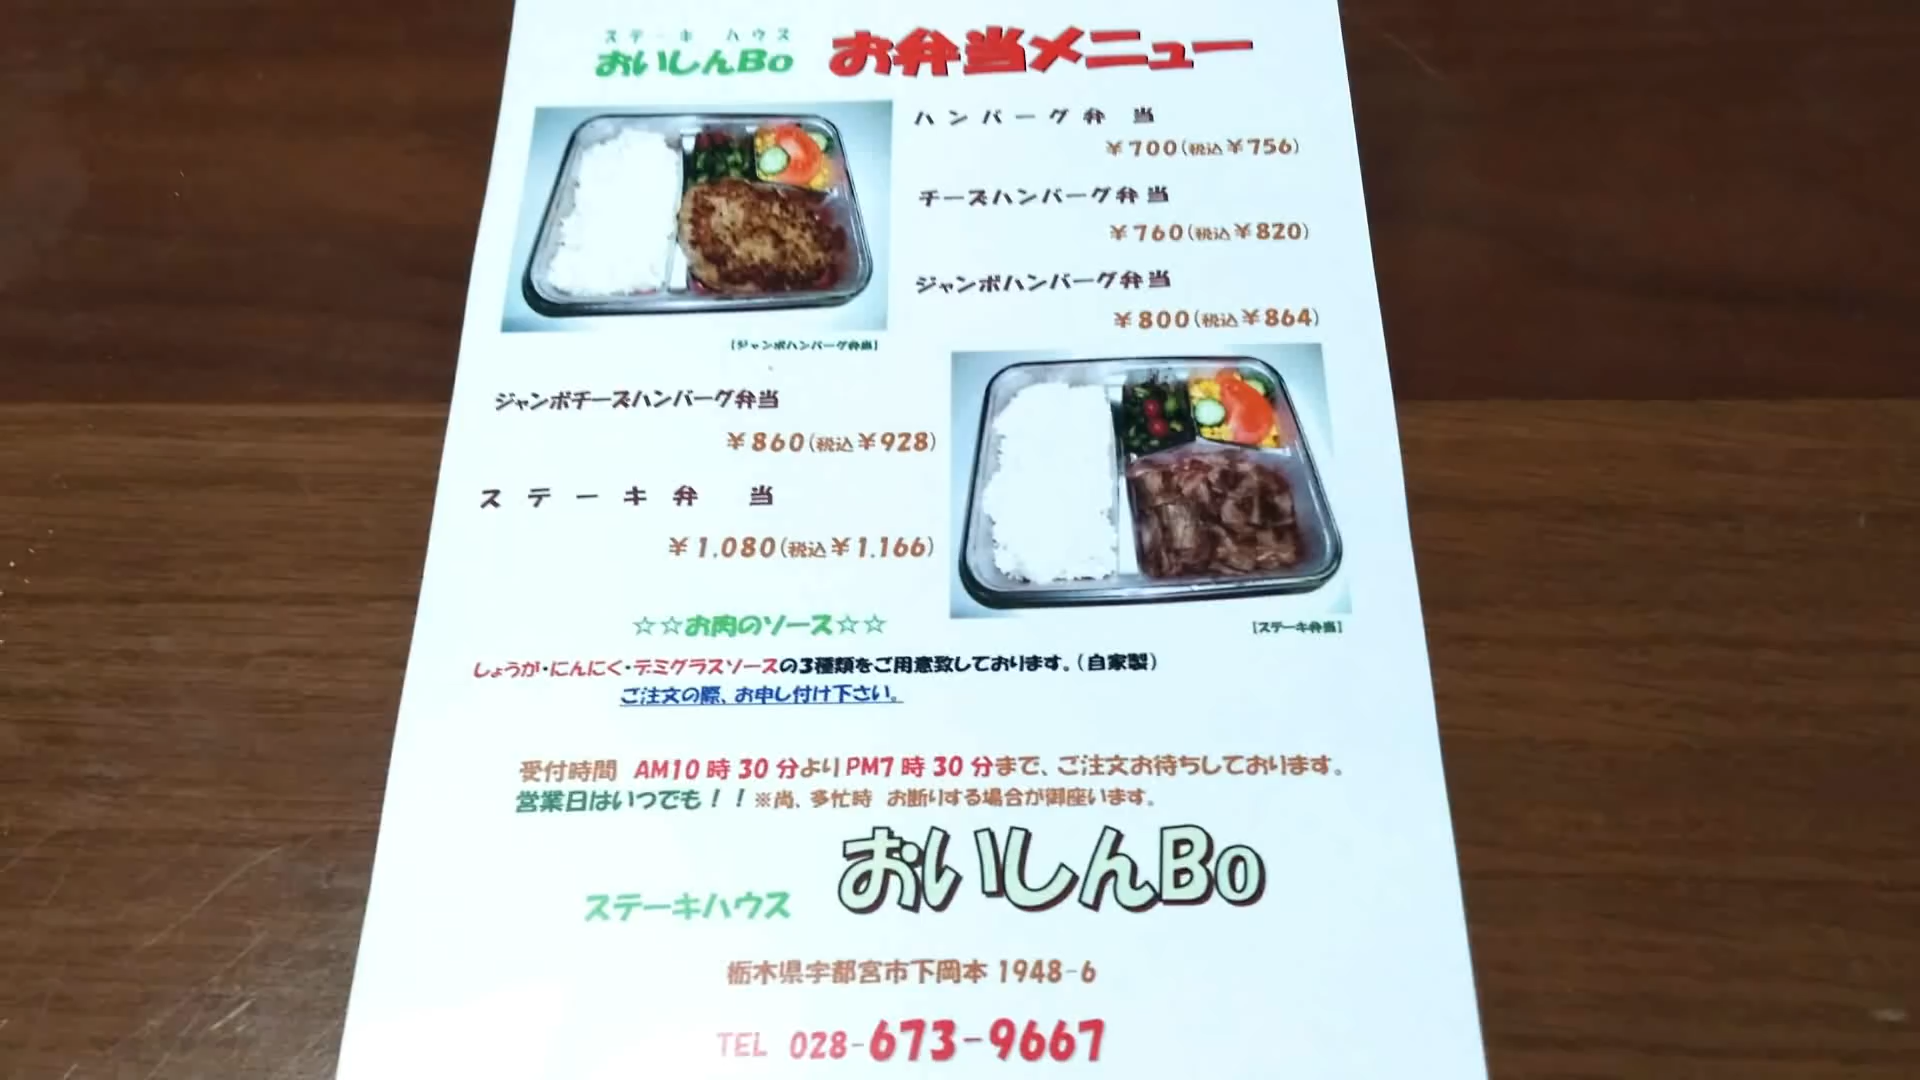 ステーキ ハウス
おいしんBo お弁当メニュー
ハンバーグ弁当
¥700(税込¥756)
チーズハンバーグ弁当
¥760(税込¥820)
ジャンボハンバーグ弁当
¥800(税込¥864)
[ジャンボハンバーグ弁当]
ジャンボチーズハンバーグ弁当
¥860(税込¥928)
ステーキ弁当
¥1.080(税込¥1.166)
[ステーキ弁当]
☆☆お肉のソース☆☆
しょうが・にんにく・デミグラスソースの3種類をご用意致しております。(自家製)
ご注文の際、お申し付け下さい。
受付時間 AM10時30分よりPM7時30分まで、ご注文お待ちしております。
営業日はいつでも!!※尚、多忙時 お断りする場合が御座います。
ステーキハウス おいしんBo
栃木県宇都宮市下岡本1948-6
TEL 028-673-9667